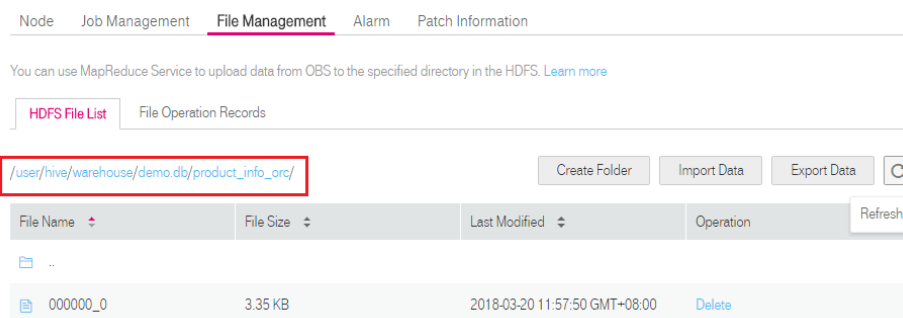 Node Job Management File Management Alarm Patch Information
You can use MapReduce Service to upload data from OBS to the specified directory in the HDFS. Learn more
HDFS File List File Operation Records
/user/hive/warehouse/demo.db/product_info_orc/ Create Folder Import Data Export Data
Refresh
File Name File Size Last Modified Operation
..
000000_0 3.35 KB 2018-03-20 11:57:50 GMT+08:00 Delete